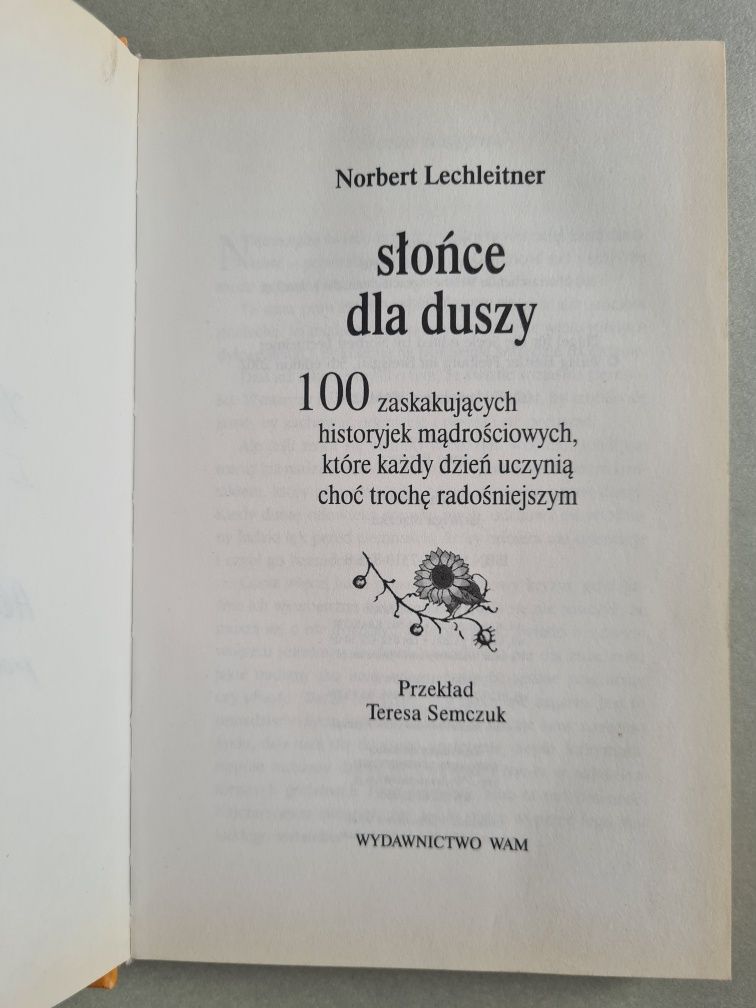 Norbert Lechleitner
słońce
dla duszy
100 zaskakujących
historyjek mądrościowych,
które każdy dzień uczynią
choć trochę radośniejszym
Przekład
Teresa Semczuk
WYDAWNICTWO WAM